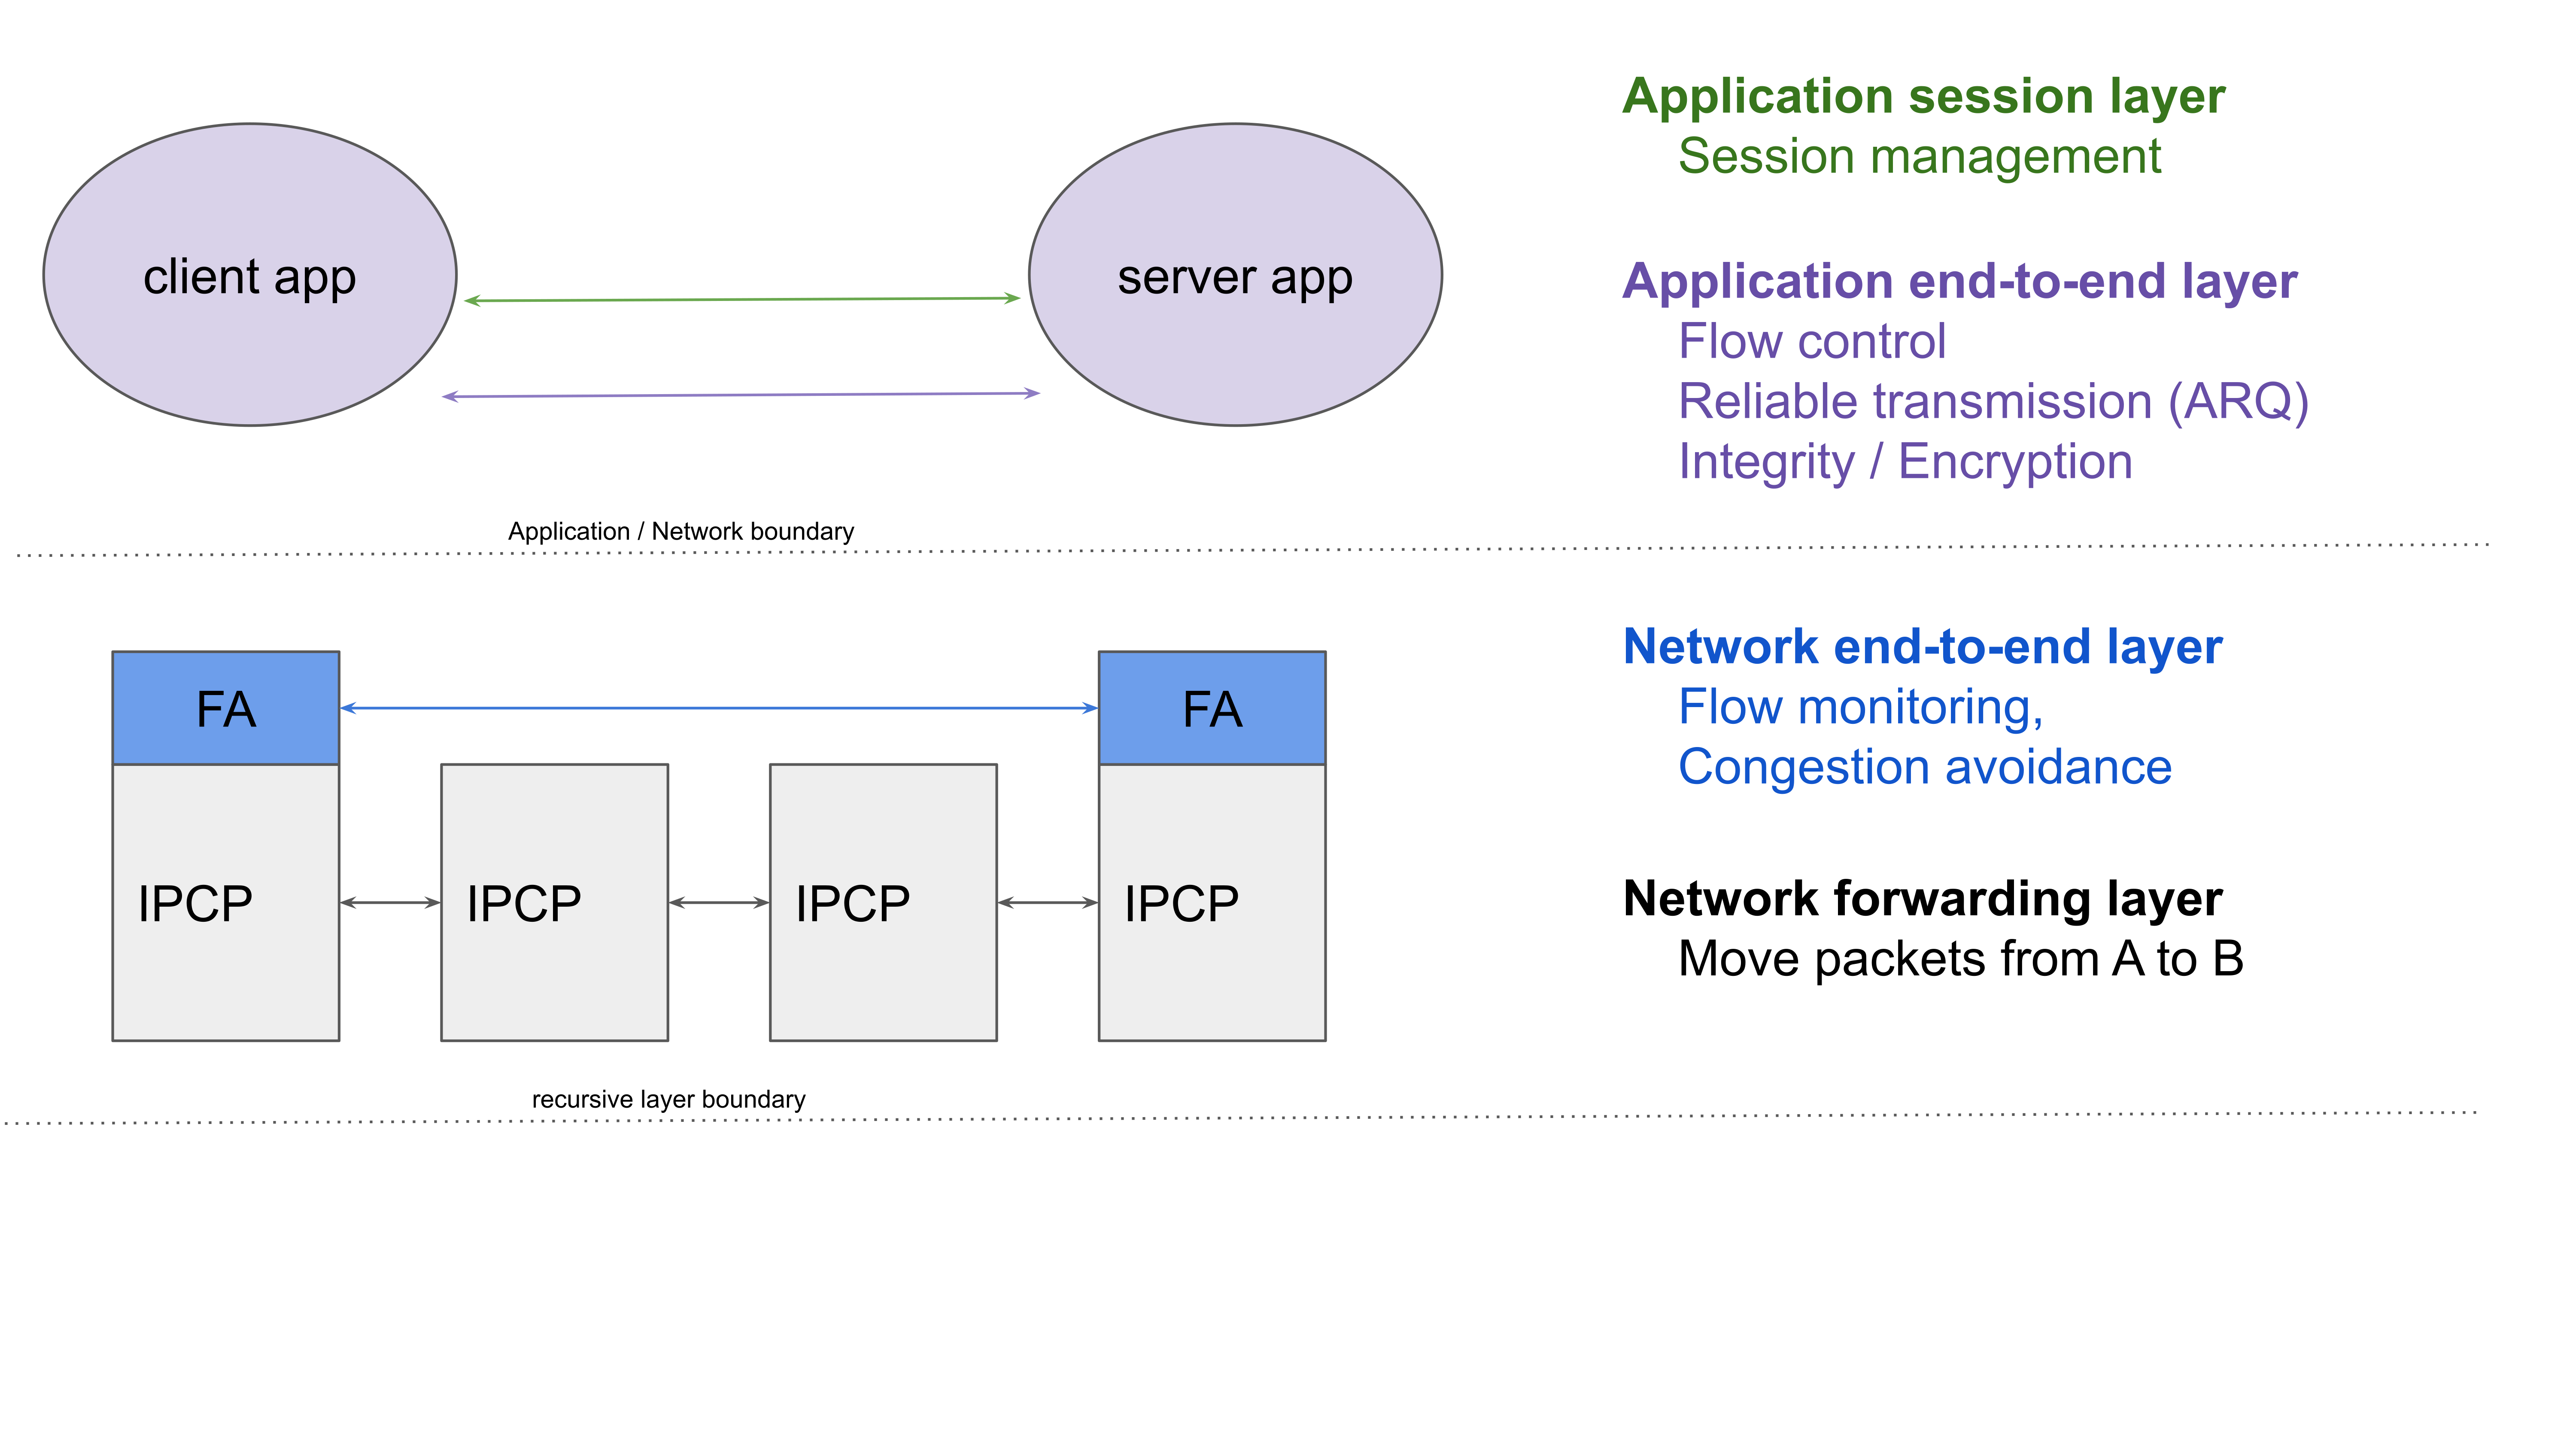 Application session layer
Session management
client app
server app
Application end-to-end layer
Flow control
Reliable transmission (ARQ)
Integrity / Encryption
Application / Network boundary
Network end-to-end layer
FA
FA
Flow monitoring,
Congestion avoidance
IPCP
IPCP
IPCP
IPCP
Network forwarding layer
Move packets from A to B
recursive layer boundary